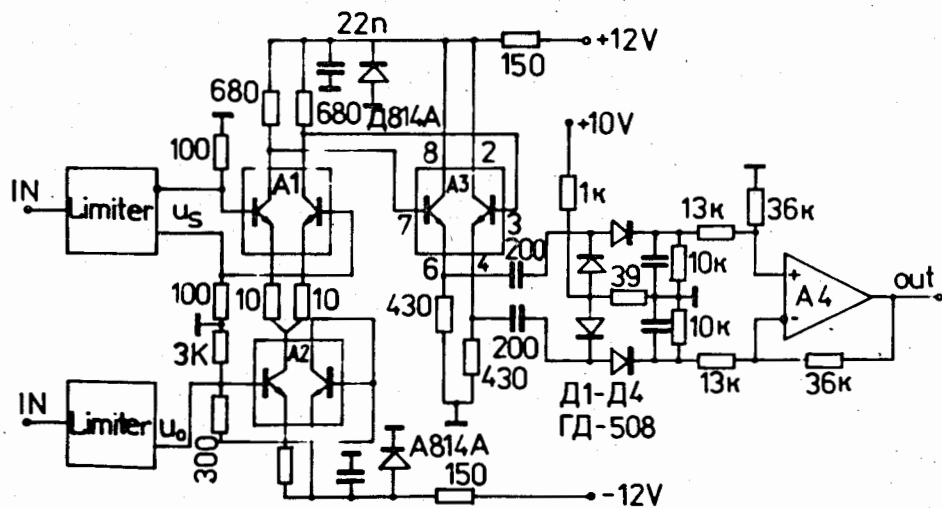 22n
+12V
150
680
680
Д814А
+10V
100
8
2
IN
Limiter
A1
A3
1к
13к
36к
uS
7
3
200
6
4
39
10к
+
A4
out
100
10
10
430
10к
-
3К
A2
200
430
13к
36к
IN
Limiter
uo
Д1-Д4
ГД-508
300
А814А
150
-12V